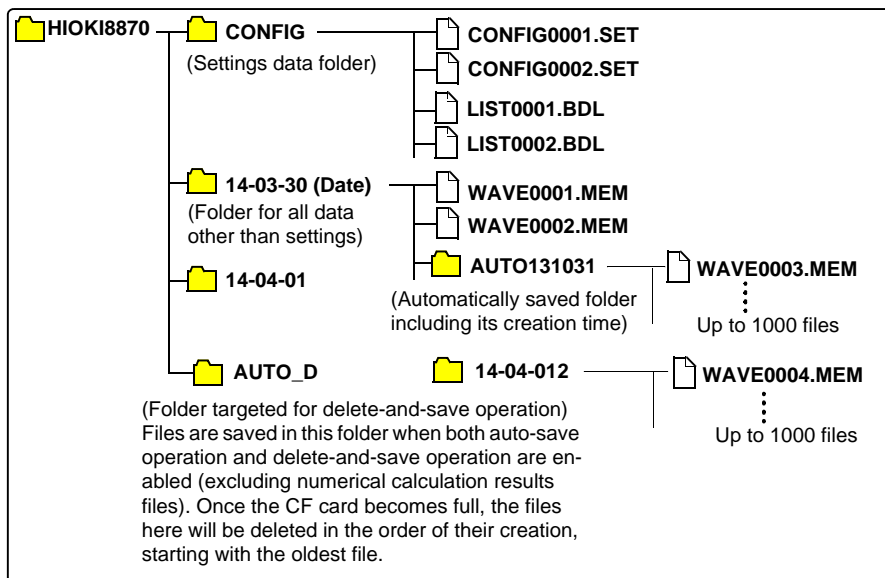 HIOKI8870
CONFIG
(Settings data folder)
CONFIG0001.SET
CONFIG0002.SET
LIST0001.BDL
LIST0002.BDL
14-03-30 (Date)
(Folder for all data
other than settings)
WAVE0001.MEM
WAVE0002.MEM
AUTO131031
(Automatically saved folder
including its creation time)
WAVE0003.MEM
Up to 1000 files
14-04-01
AUTO_D
14-04-012
WAVE0004.MEM
Up to 1000 files
(Folder targeted for delete-and-save operation)
Files are saved in this folder when both auto-save
operation and delete-and-save operation are en-
abled (excluding numerical calculation results
files). Once the CF card becomes full, the files
here will be deleted in the order of their creation,
starting with the oldest file.